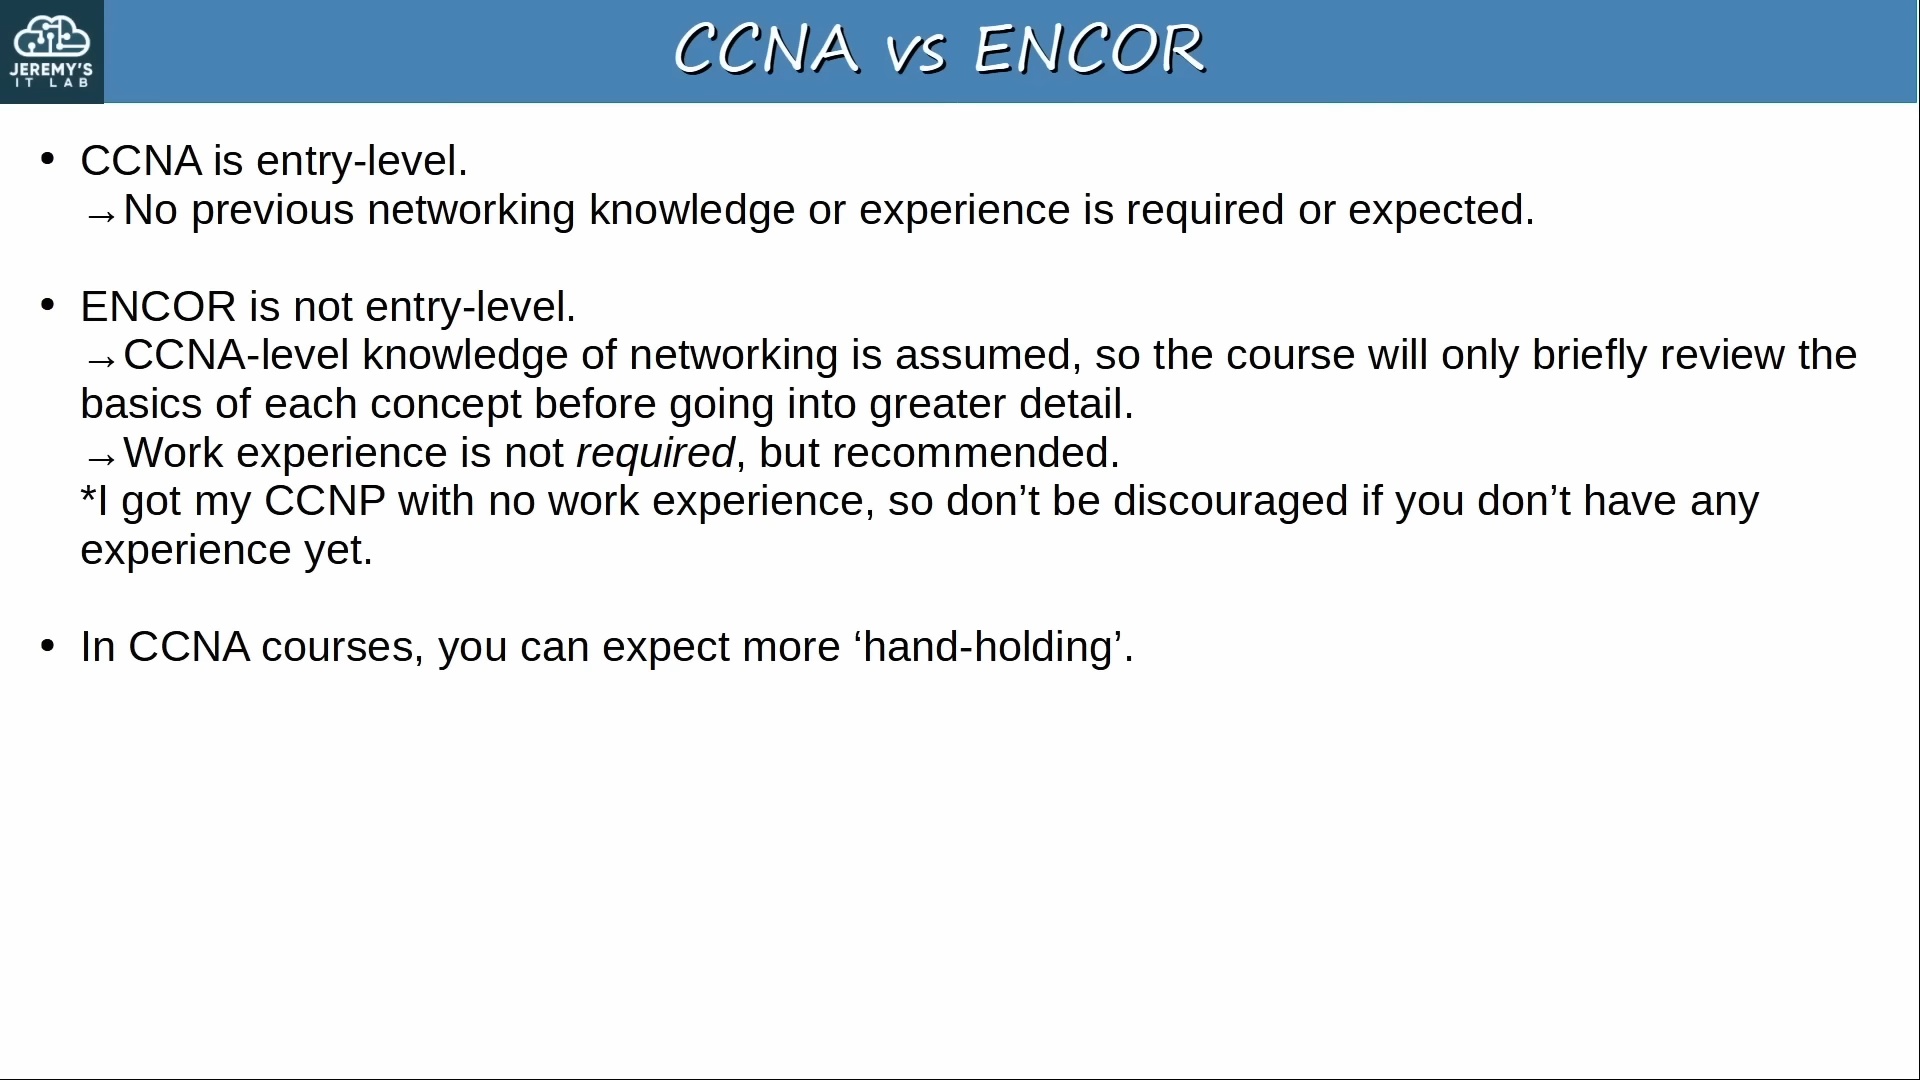 JEREMY'S
IT LAB
CCNA vs ENCOR
• CCNA is entry-level.
→No previous networking knowledge or experience is required or expected.
• ENCOR is not entry-level.
→CCNA-level knowledge of networking is assumed, so the course will only briefly review the
basics of each concept before going into greater detail.
→Work experience is not required, but recommended.
*I got my CCNP with no work experience, so don’t be discouraged if you don’t have any
experience yet.
• In CCNA courses, you can expect more ‘hand-holding’.